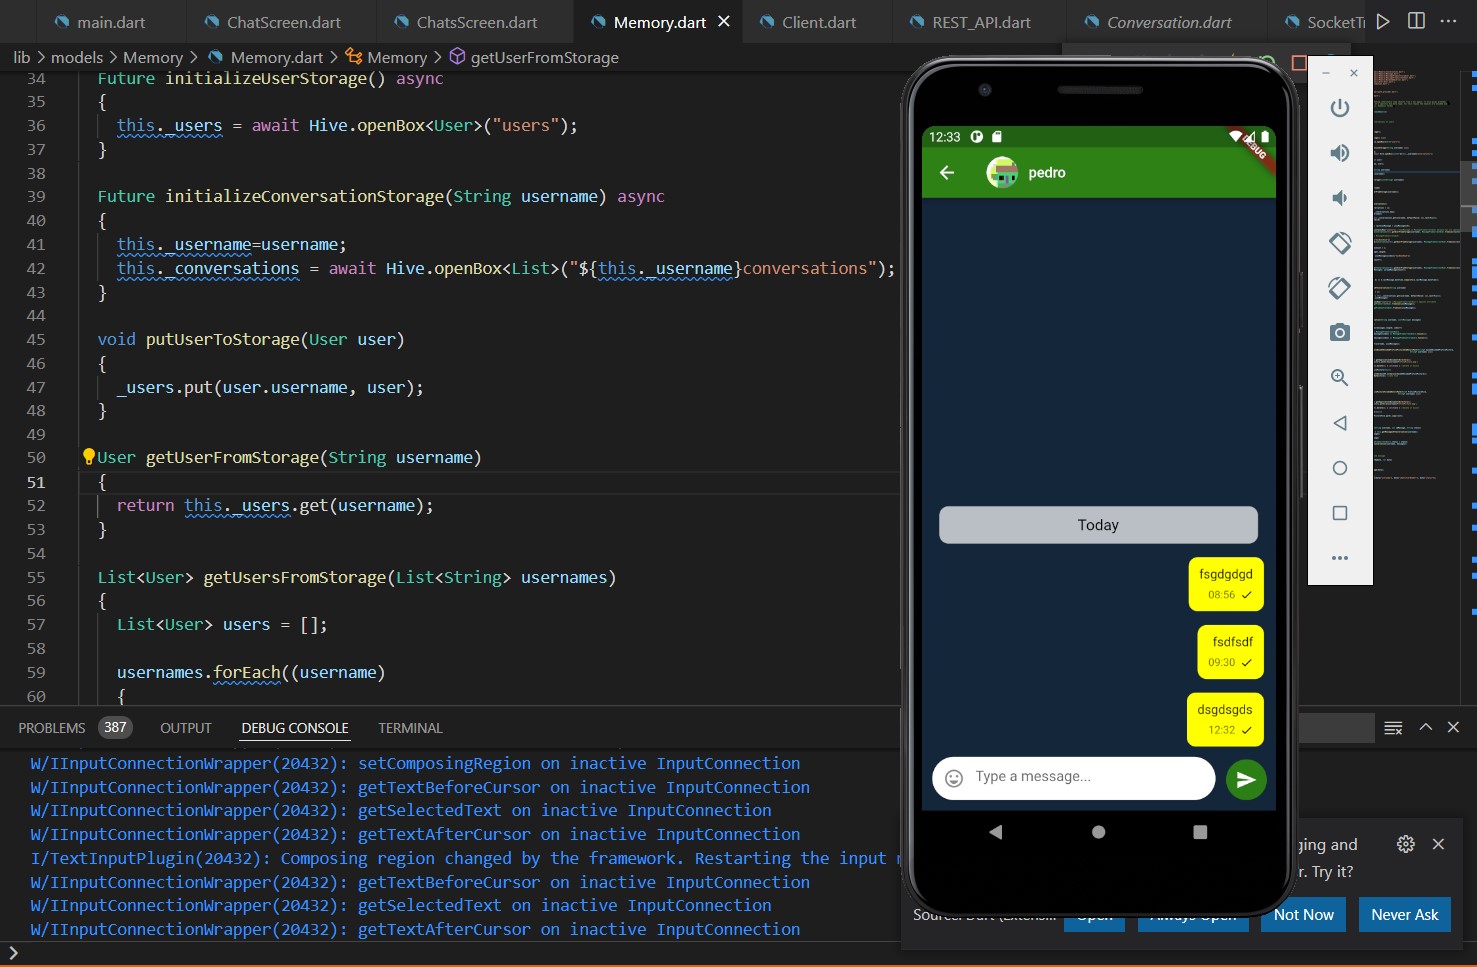 main.dart
ChatScreen.dart
ChatsScreen.dart
Memory.dart
Client.dart
REST_API.dart
Conversation.dart
SocketTr
lib > models > Memory > Memory.dart > Memory > getUserFromStorage
34 Future initializeUserStorage() async
35 {
36 this._users = await Hive.openBox<User>("users");
37 }
38
39 Future initializeConversationStorage(String username) async
40 {
41 this._username=username;
42 this._conversations = await Hive.openBox<List>("${this._username}conversations");
43 }
44
45 void putUserToStorage(User user)
46 {
47 _users.put(user.username, user);
48 }
49
50 User getUserFromStorage(String username)
51 {
52 return this._users.get(username);
53 }
54
55 List<User> getUsersFromStorage(List<String> usernames)
56 {
57 List<User> users = [];
58
59 usernames.forEach((username)
60 {
12:33
DEBUG
pedro
Today
fsgdgdgd
08:56
fsdfsdf
09:30
dsgdsgds
12:32
Type a message...
PROBLEMS 387 OUTPUT DEBUG CONSOLE TERMINAL
W/IInputConnectionWrapper(20432): setComposingRegion on inactive InputConnection
W/IInputConnectionWrapper(20432): getTextBeforeCursor on inactive InputConnection
W/IInputConnectionWrapper(20432): getSelectedText on inactive InputConnection
W/IInputConnectionWrapper(20432): getTextAfterCursor on inactive InputConnection
I/TextInputPlugin(20432): Composing region changed by the framework. Restarting the input
W/IInputConnectionWrapper(20432): getTextBeforeCursor on inactive InputConnection
W/IInputConnectionWrapper(20432): getSelectedText on inactive InputConnection
W/IInputConnectionWrapper(20432): getTextAfterCursor on inactive InputConnection
ging and
r. Try it?
Source: Dart (Extens...
Open
Always Open
Not Now
Never Ask